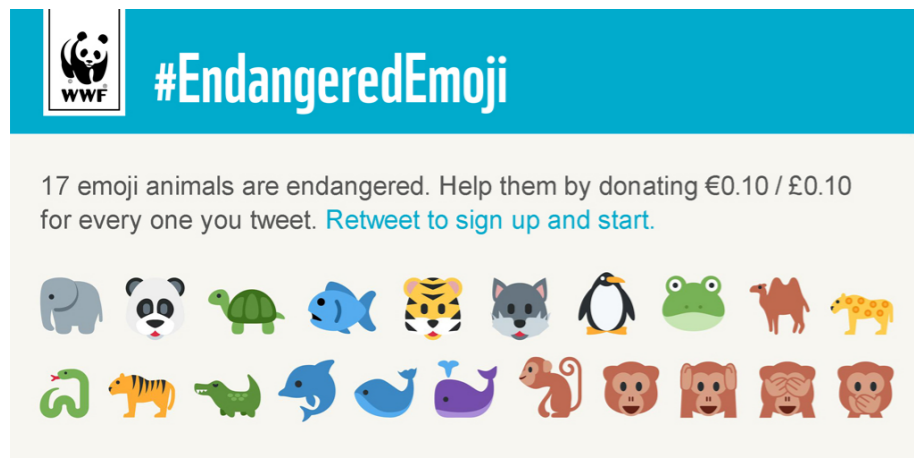 WWF
#EndangeredEmoji
17 emoji animals are endangered. Help them by donating €0.10 / £0.10
for every one you tweet. Retweet to sign up and start.